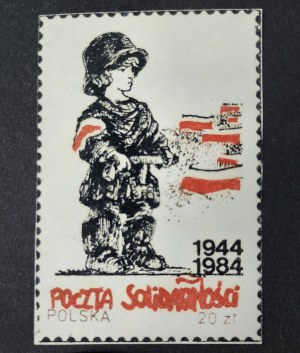 1944
1984
POCZTA SOLIDARNOŚCI
POLSKA 20 zł